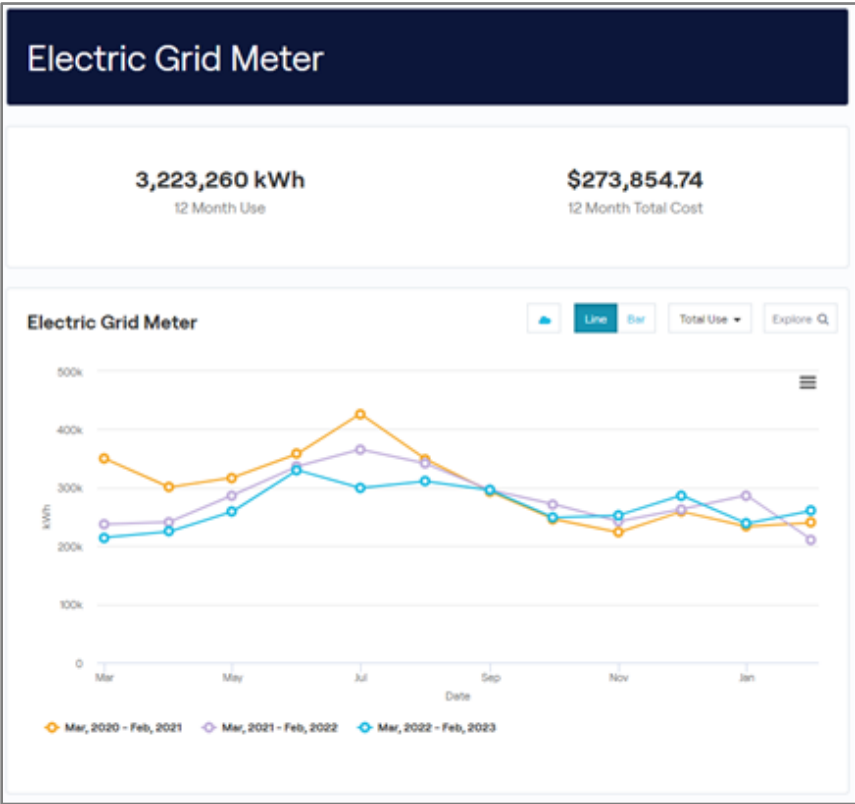 Electric Grid Meter
3,223,260 kWh
12 Month Use
$273,854.74
12 Month Total Cost
Electric Grid Meter
Line
Bar
Total Use
Explore
500k
400k
300k
200k
100k
0
kWh
Mar
May
Jul
Sep
Nov
Jan
Date
Mar, 2020 - Feb, 2021
Mar, 2021 - Feb, 2022
Mar, 2022 - Feb, 2023